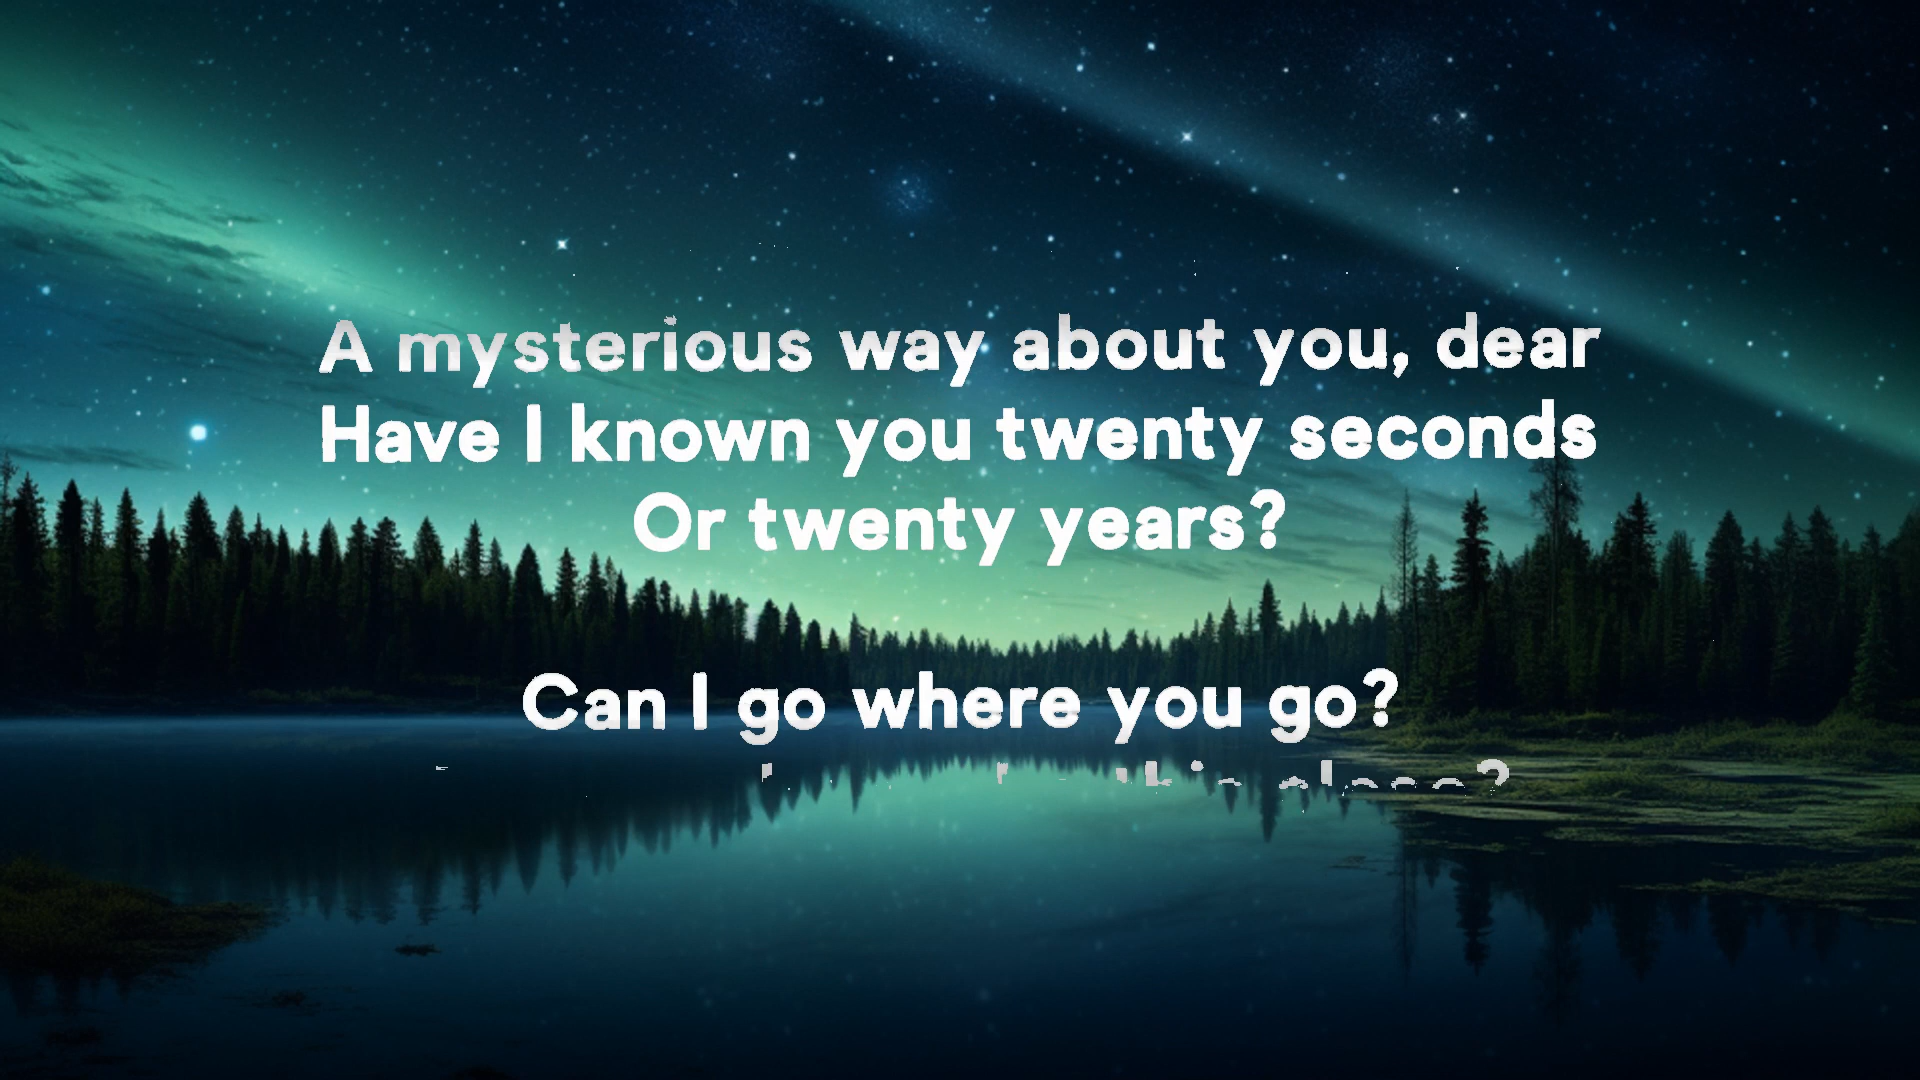 A mysterious way about you, dear
Have I known you twenty seconds
Or twenty years?
Can I go where you go?